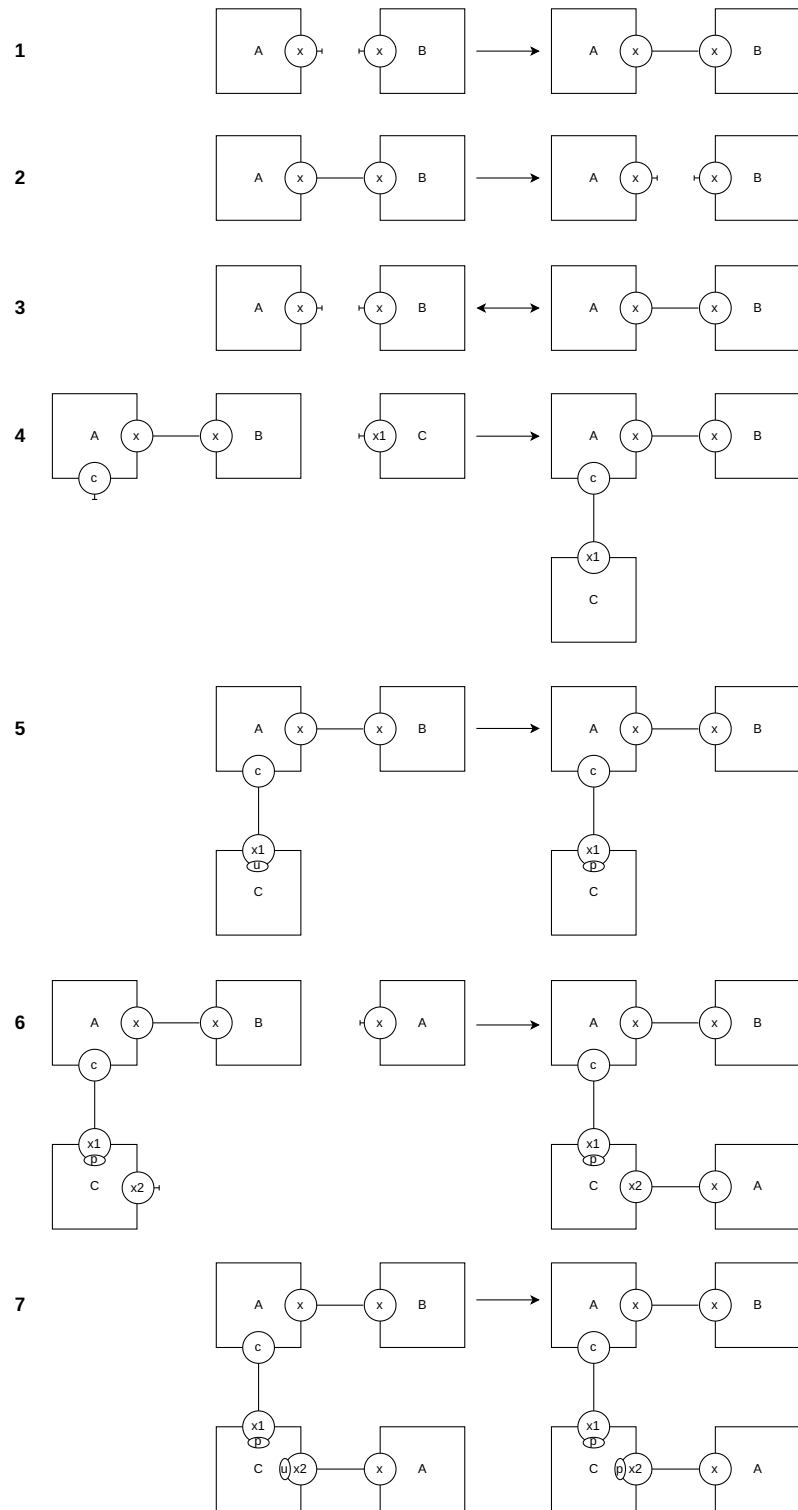 1 A x x B A x x B
2 A x x B A x x B
3 A x x B A x x B
4 A x x B x1 C A x x B
c c
x1
C
5 A x x B A x x B
c c
x1 x1
u p
C C
6 A x x B x A A x x B
c c
x1 x1
p p
C x2 C x2 x A
7 A x x B A x x B
c c
x1 x1
p p
C u x2 x A C p x2 x A